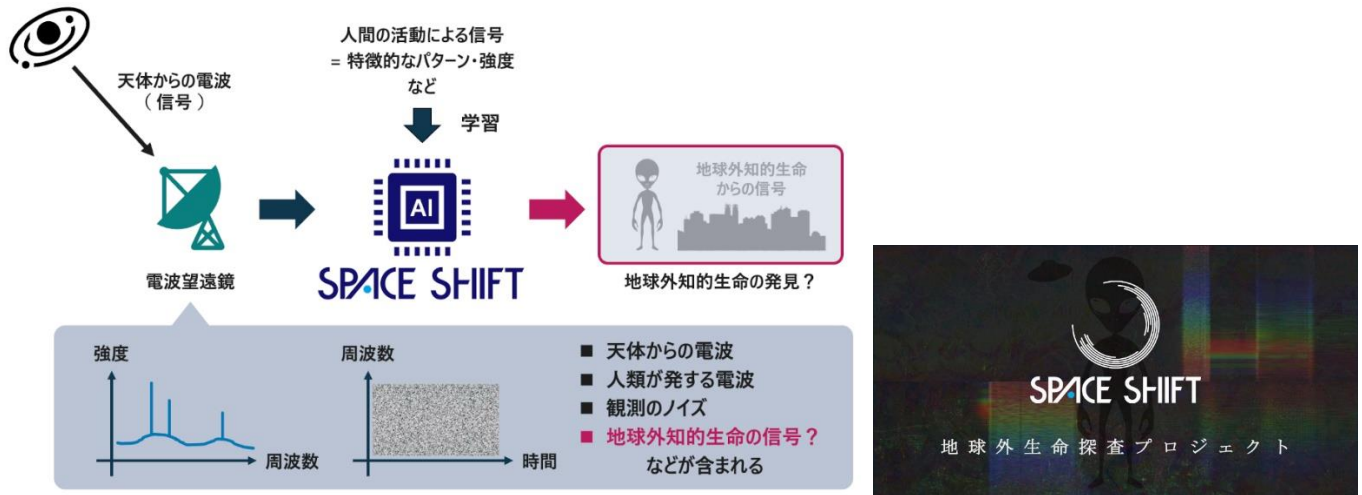 人間の活動による信号
= 特徴的なパターン・強度
など
天体からの電波
（ 信号 ）
学習
AI
SPACE SHIFT
地球外知的生命
からの信号
電波望遠鏡
地球外知的生命の発見？
強度
周波数
周波数
時間
■ 天体からの電波
■ 人類が発する電波
■ 観測のノイズ
■ 地球外知的生命の信号？
などが含まれる
SPACE SHIFT
地球外生命探査プロジェクト